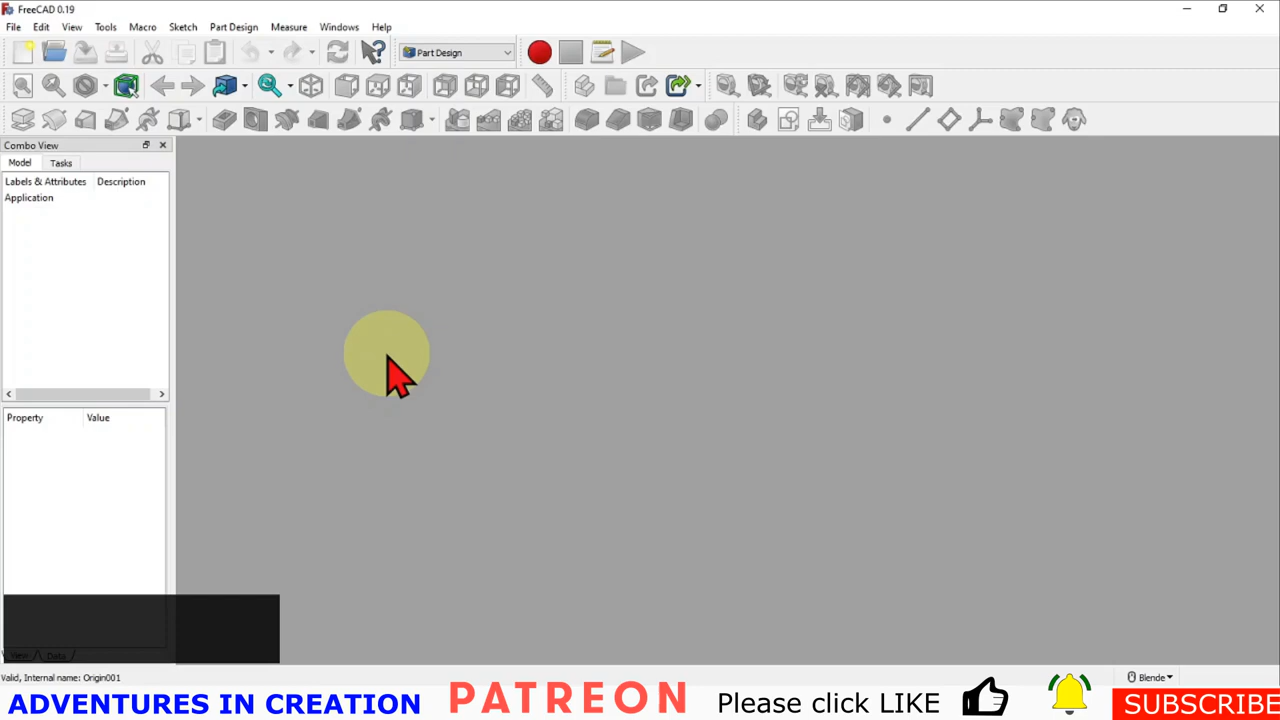 FreeCAD 0.19
File Edit View Tools Macro Sketch Part Design Measure Windows Help
Part Design
Combo View
Model Tasks
Labels & Attributes Description
Application
Property Value
View Data
Valid, Internal name: Origin001 Blende
ADVENTURES IN CREATION PATREON Please click LIKE SUBSCRIBE